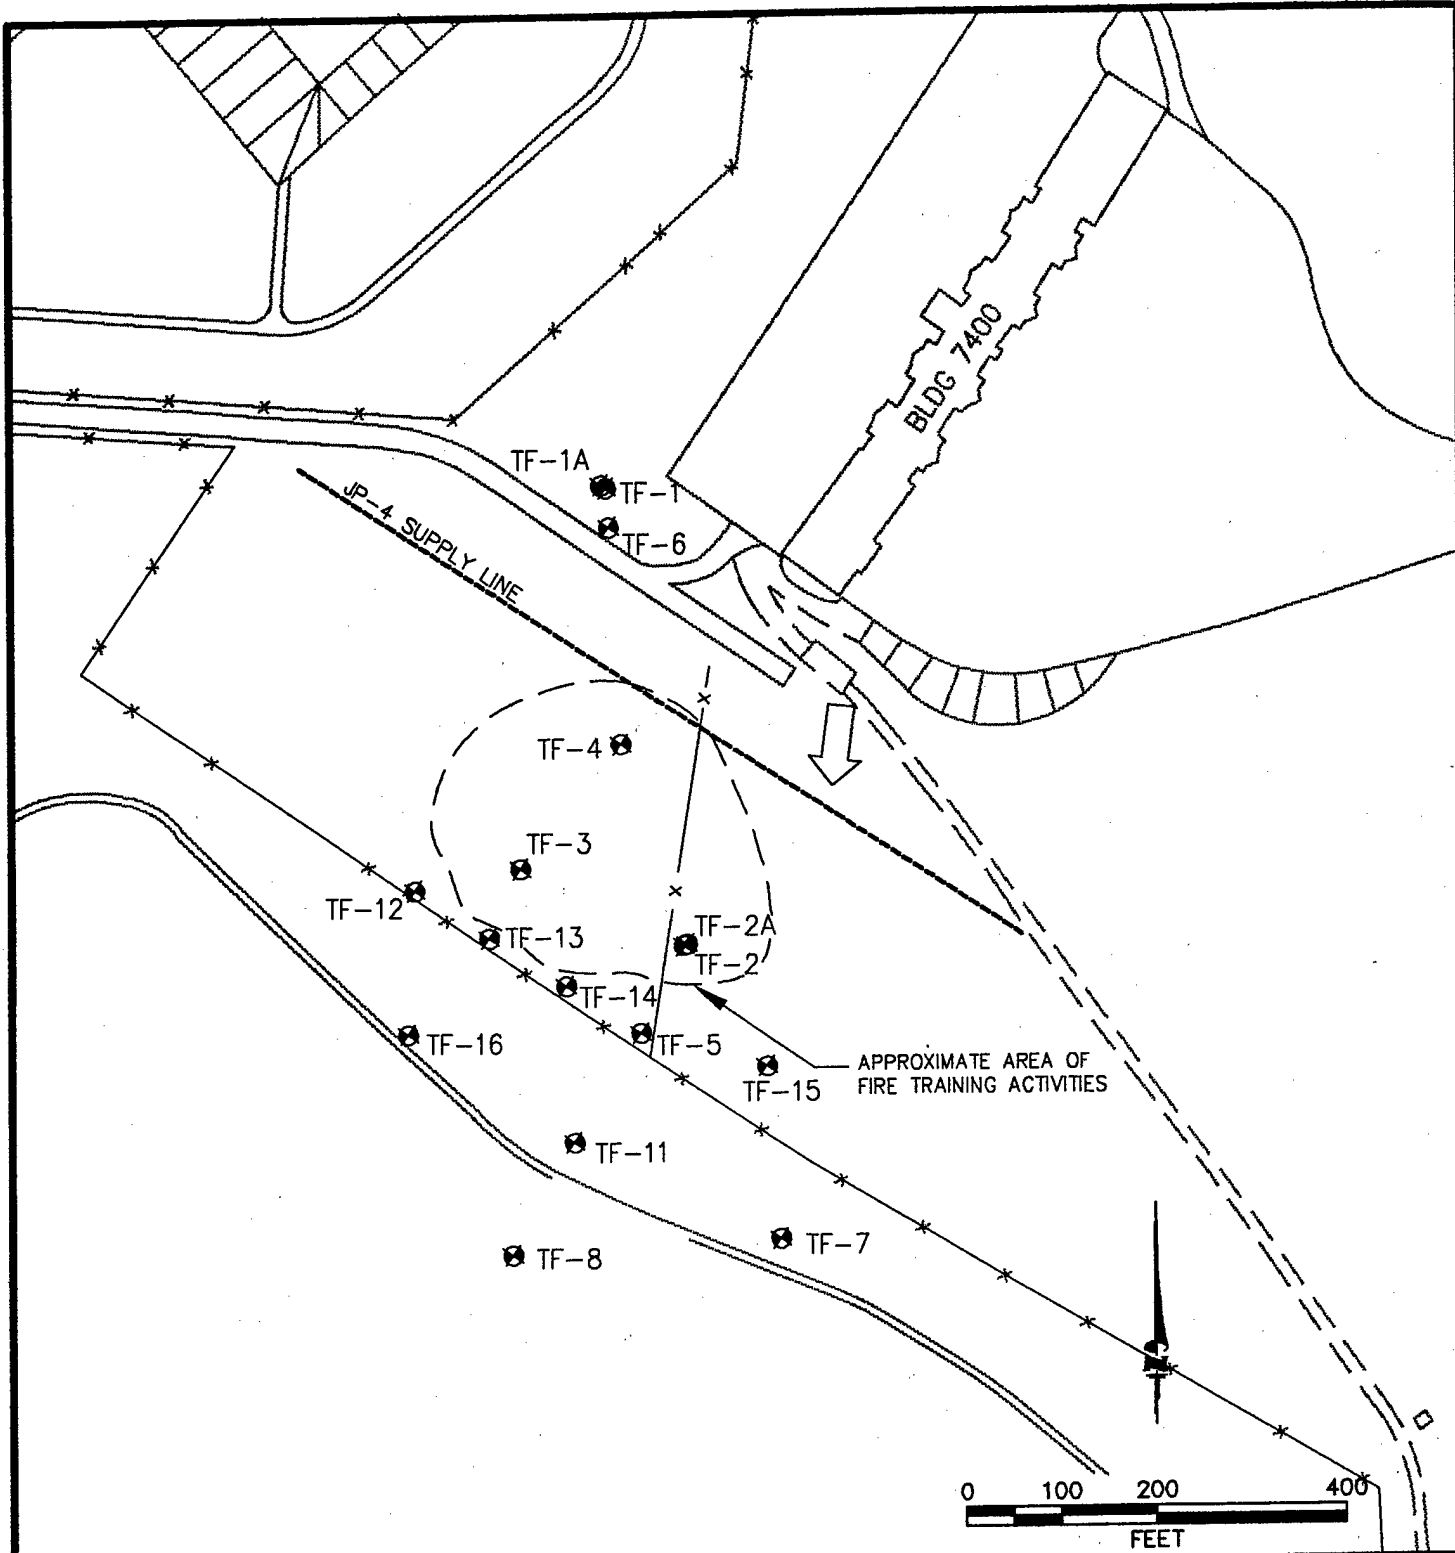 BLDG 7400
TF-1A
TF-1
TF-6
JP-4 SUPPLY LINE
TF-4
TF-3
TF-12
TF-13
TF-2A
TF-2
TF-14
TF-16
TF-5
TF-15
APPROXIMATE AREA OF
FIRE TRAINING ACTIVITIES
TF-11
TF-7
TF-8
N
0 100 200 400
FEET